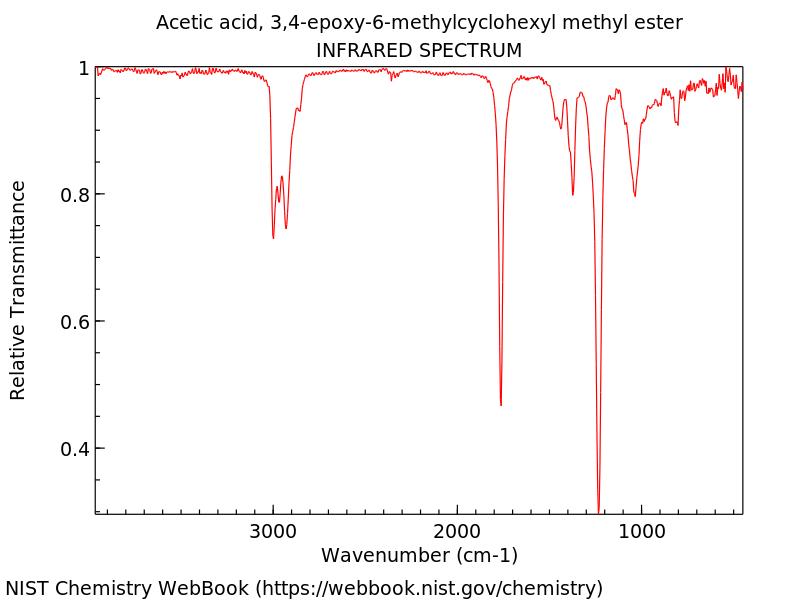 Acetic acid, 3,4-epoxy-6-methylcyclohexyl methyl ester
INFRARED SPECTRUM
1
0.8
0.6
0.4
Relative Transmittance
3000 2000 1000
Wavenumber (cm-1)
NIST Chemistry WebBook (https://webbook.nist.gov/chemistry)